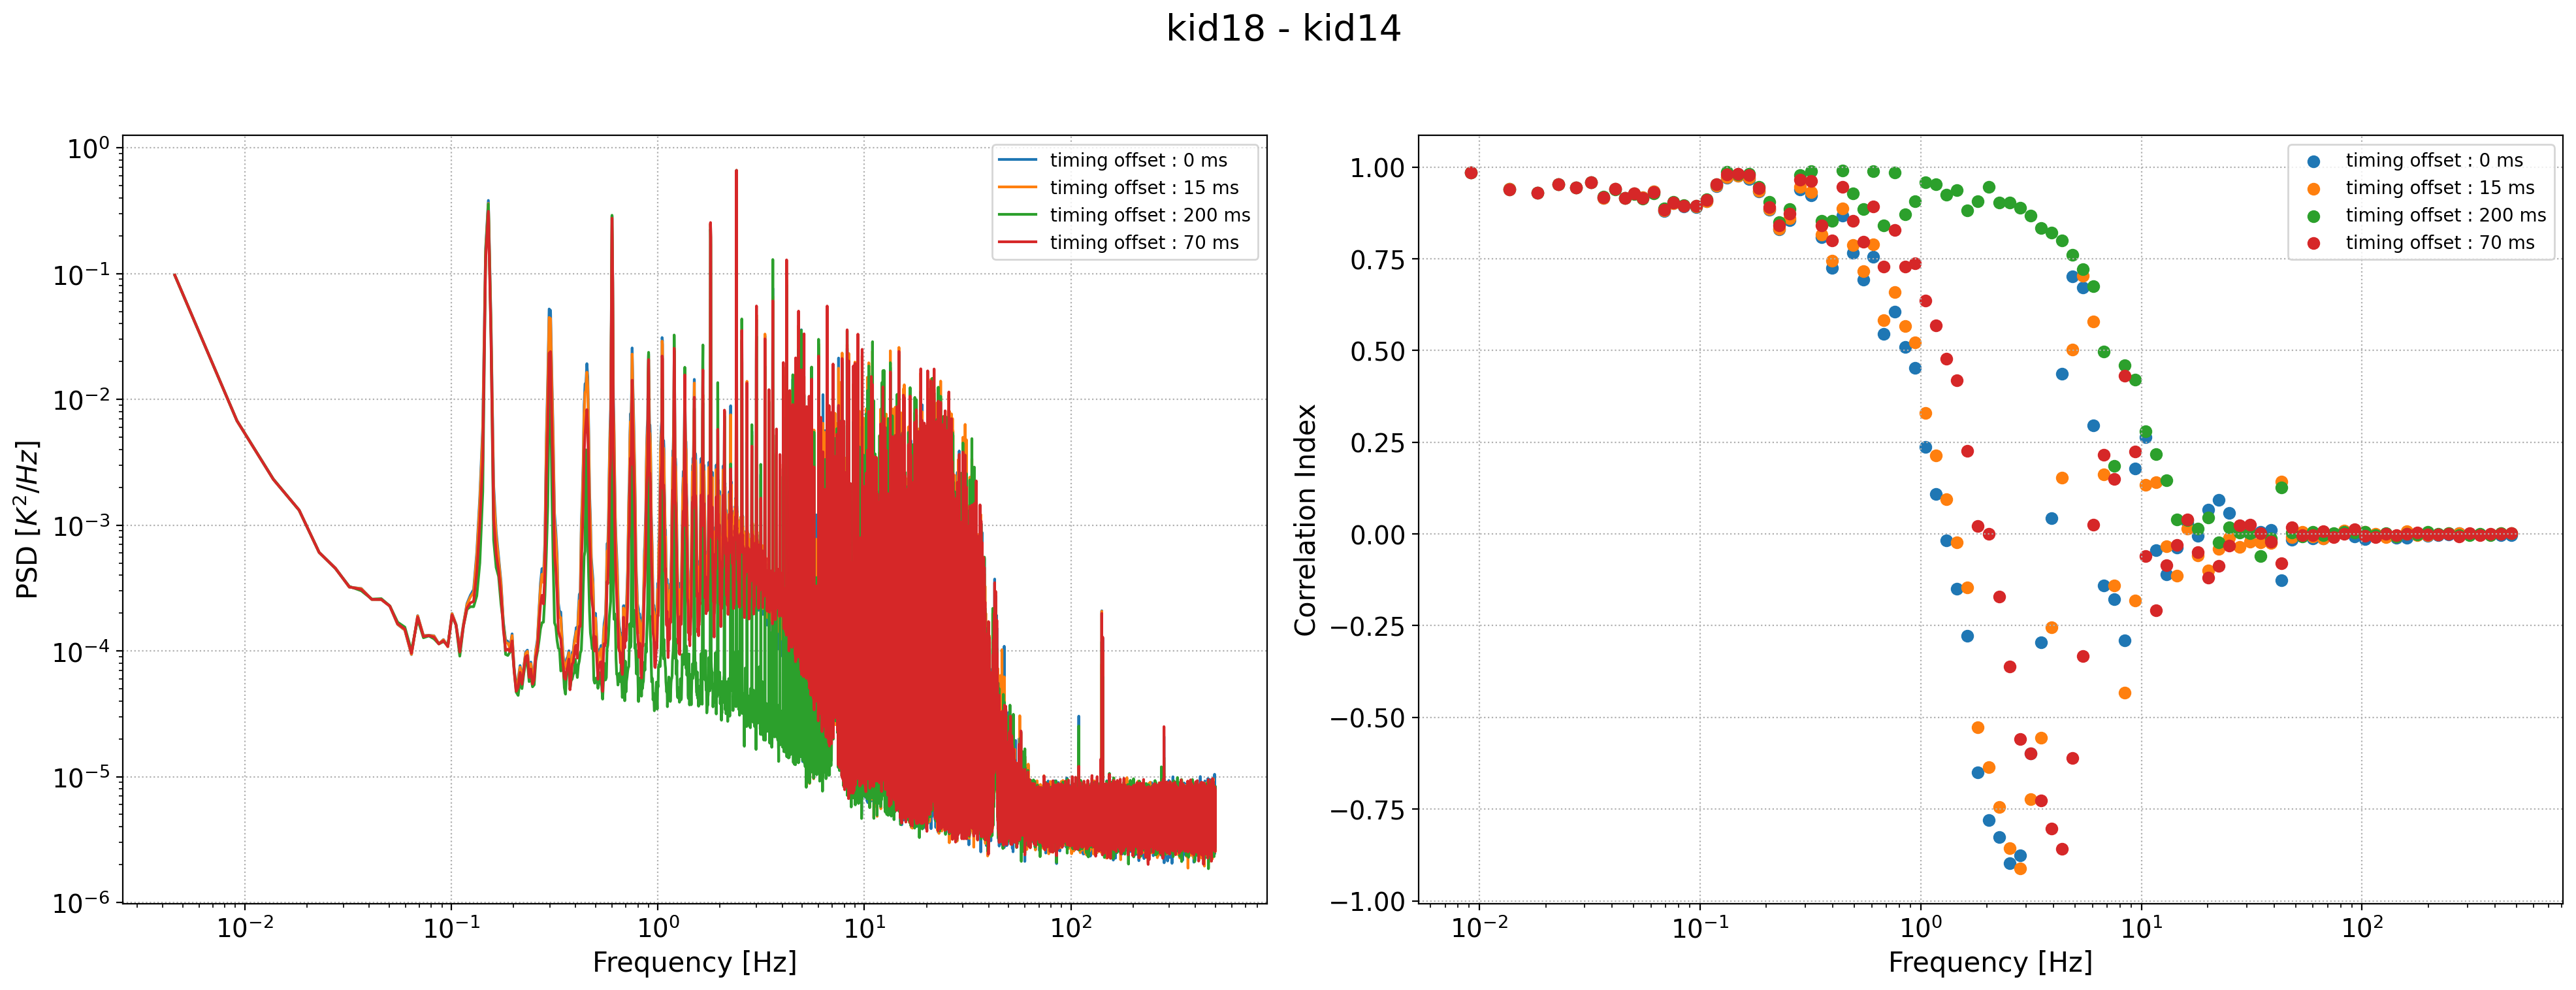 kid18 - kid14
PSD [K²/Hz]
10⁰
10⁻¹
10⁻²
10⁻³
10⁻⁴
10⁻⁵
10⁻⁶
timing offset : 0 ms
timing offset : 15 ms
timing offset : 200 ms
timing offset : 70 ms
10⁻² 10⁻¹ 10⁰ 10¹ 10²
Frequency [Hz]
Correlation Index
1.00
0.75
0.50
0.25
0.00
−0.25
−0.50
−0.75
−1.00
timing offset : 0 ms
timing offset : 15 ms
timing offset : 200 ms
timing offset : 70 ms
10⁻² 10⁻¹ 10⁰ 10¹ 10²
Frequency [Hz]